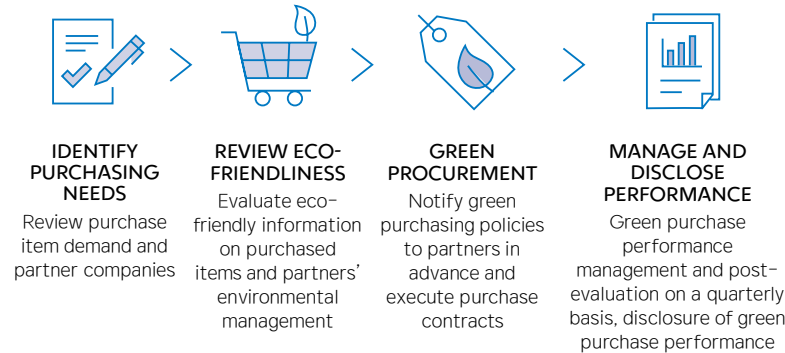 IDENTIFY
PURCHASING
NEEDS
Review purchase
item demand and
partner companies
REVIEW ECO-
FRIENDLINESS
Evaluate eco-
friendly information
on purchased
items and partners’
environmental
management
GREEN
PROCUREMENT
Notify green
purchasing policies
to partners in
advance and
execute purchase
contracts
MANAGE AND
DISCLOSE
PERFORMANCE
Green purchase
performance
management and post-
evaluation on a quarterly
basis, disclosure of green
purchase performance